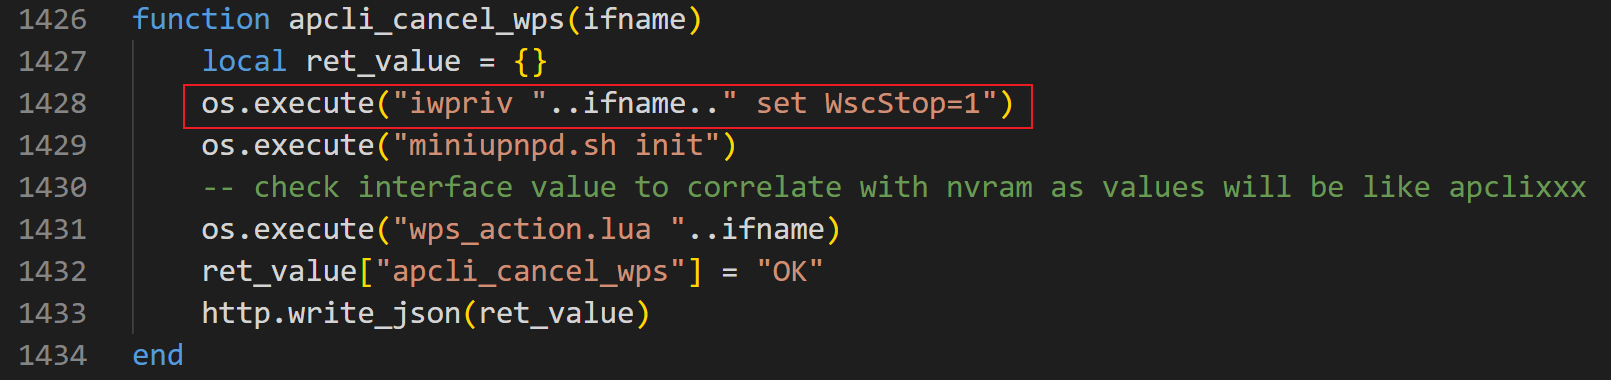 1426 function apcli_cancel_wps(ifname)
1427     local ret_value = {}
1428     os.execute("iwpriv "..ifname.." set WscStop=1")
1429     os.execute("miniupnpd.sh init")
1430     -- check interface value to correlate with nvram as values will be like apclixxx
1431     os.execute("wps_action.lua "..ifname)
1432     ret_value["apcli_cancel_wps"] = "OK"
1433     http.write_json(ret_value)
1434 end